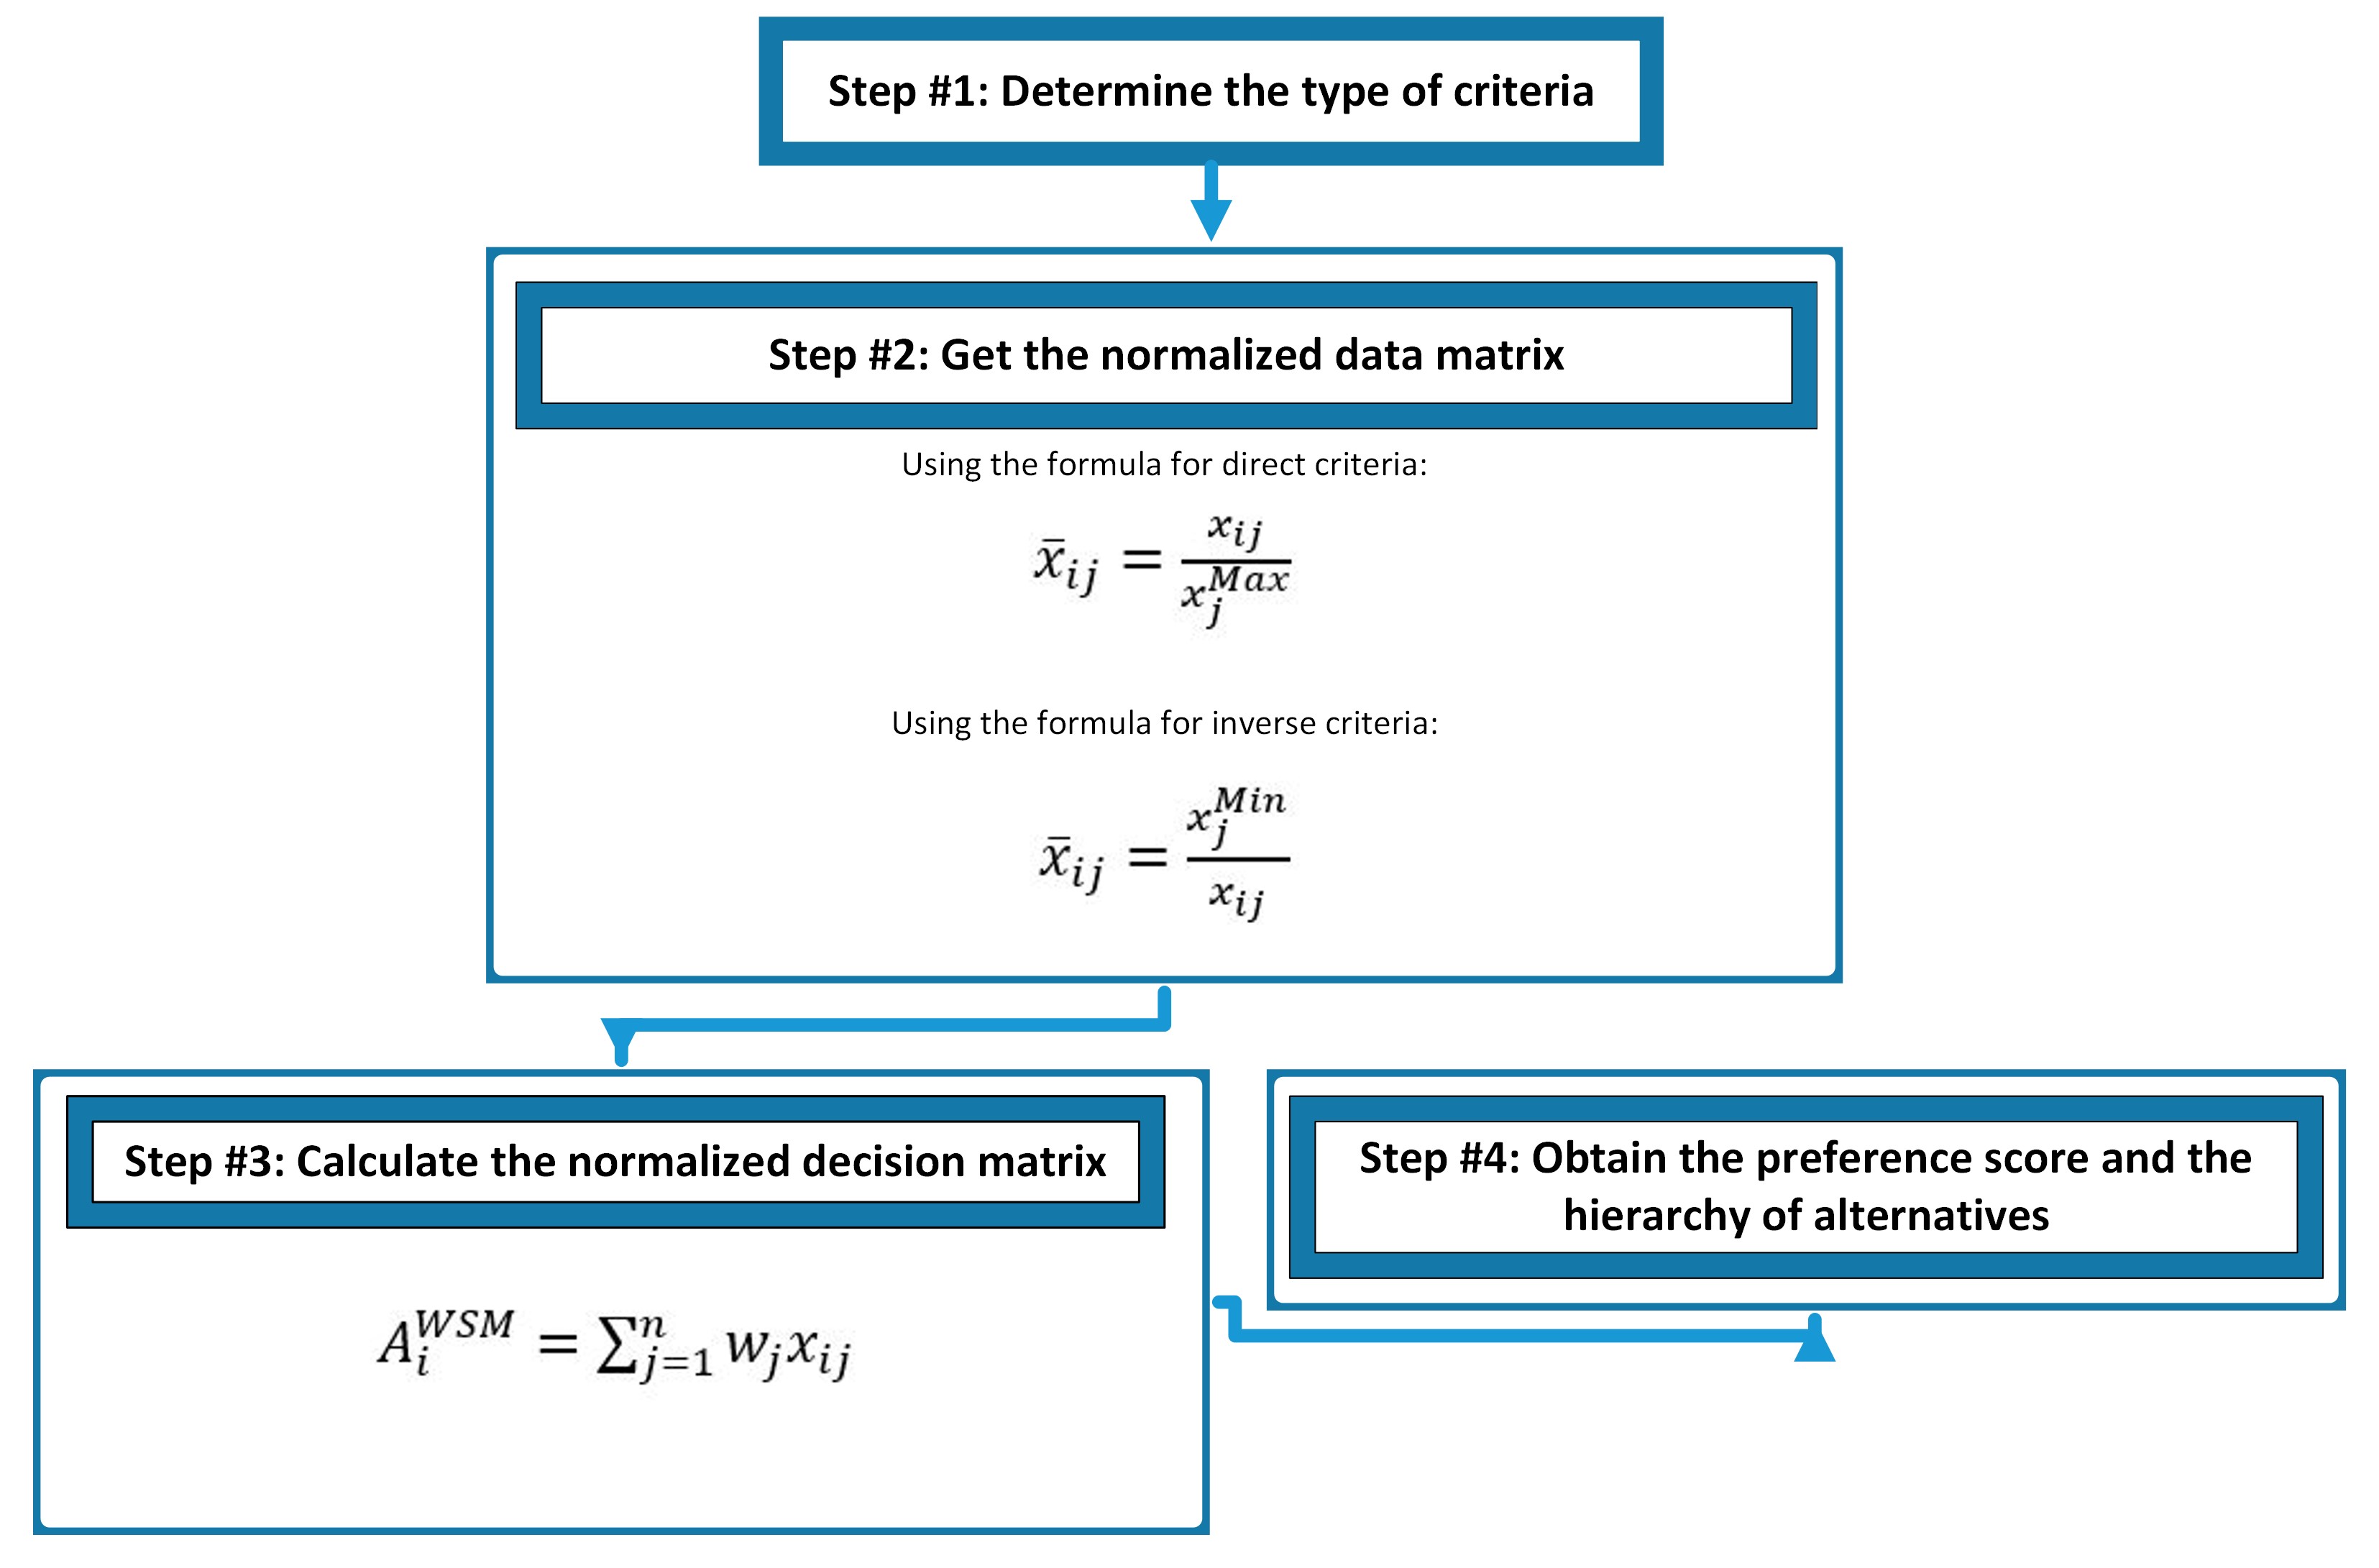 Step #1: Determine the type of criteria
Step #2: Get the normalized data matrix
Using the formula for direct criteria:
x̄_{ij} = \frac{x_{ij}}{x_j^{Max}}
Using the formula for inverse criteria:
x̄_{ij} = \frac{x_j^{Min}}{x_{ij}}
Step #3: Calculate the normalized decision matrix
A_i^{WSM} = ∑_{j=1}^{n} w_j x_{ij}
Step #4: Obtain the preference score and the
hierarchy of alternatives